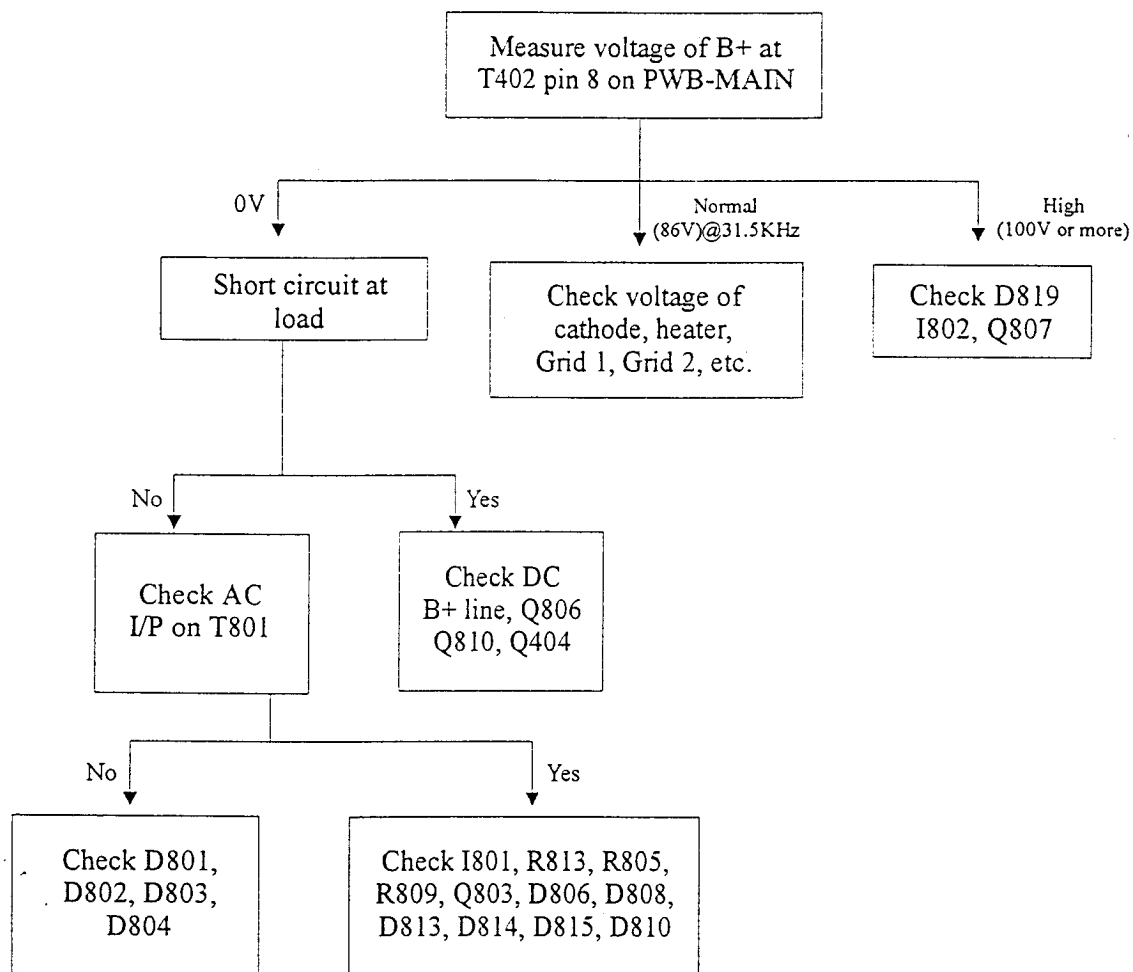 Measure voltage of B+ at
T402 pin 8 on PWB-MAIN
0V
Normal
(86V)@31.5KHz
High
(100V or more)
Short circuit at
load
Check voltage of
cathode, heater,
Grid 1, Grid 2, etc.
Check D819
I802, Q807
No
Yes
Check AC
I/P on T801
Check DC
B+ line, Q806
Q810, Q404
No
Yes
Check D801,
D802, D803,
D804
Check I801, R813, R805,
R809, Q803, D806, D808,
D813, D814, D815, D810